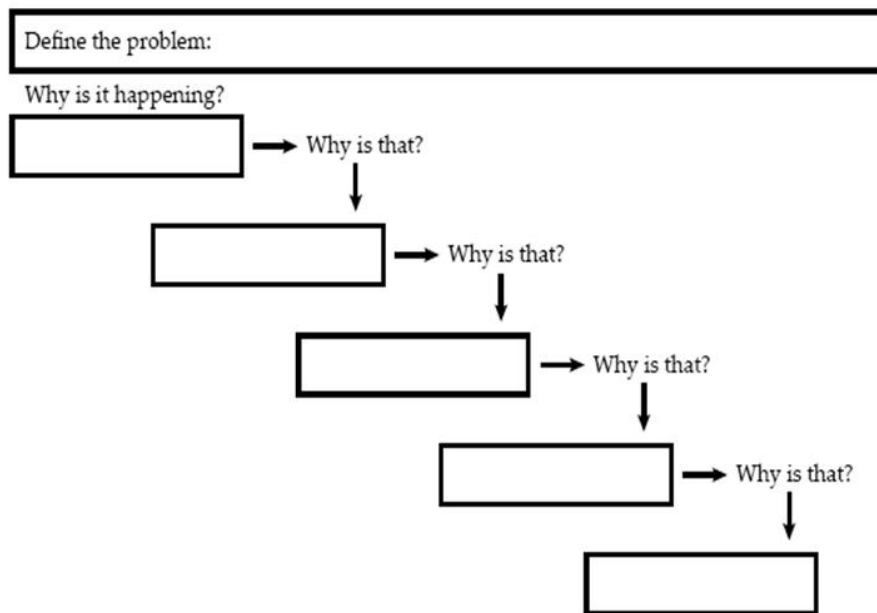 Define the problem:
Why is it happening?
Why is that?
Why is that?
Why is that?
Why is that?